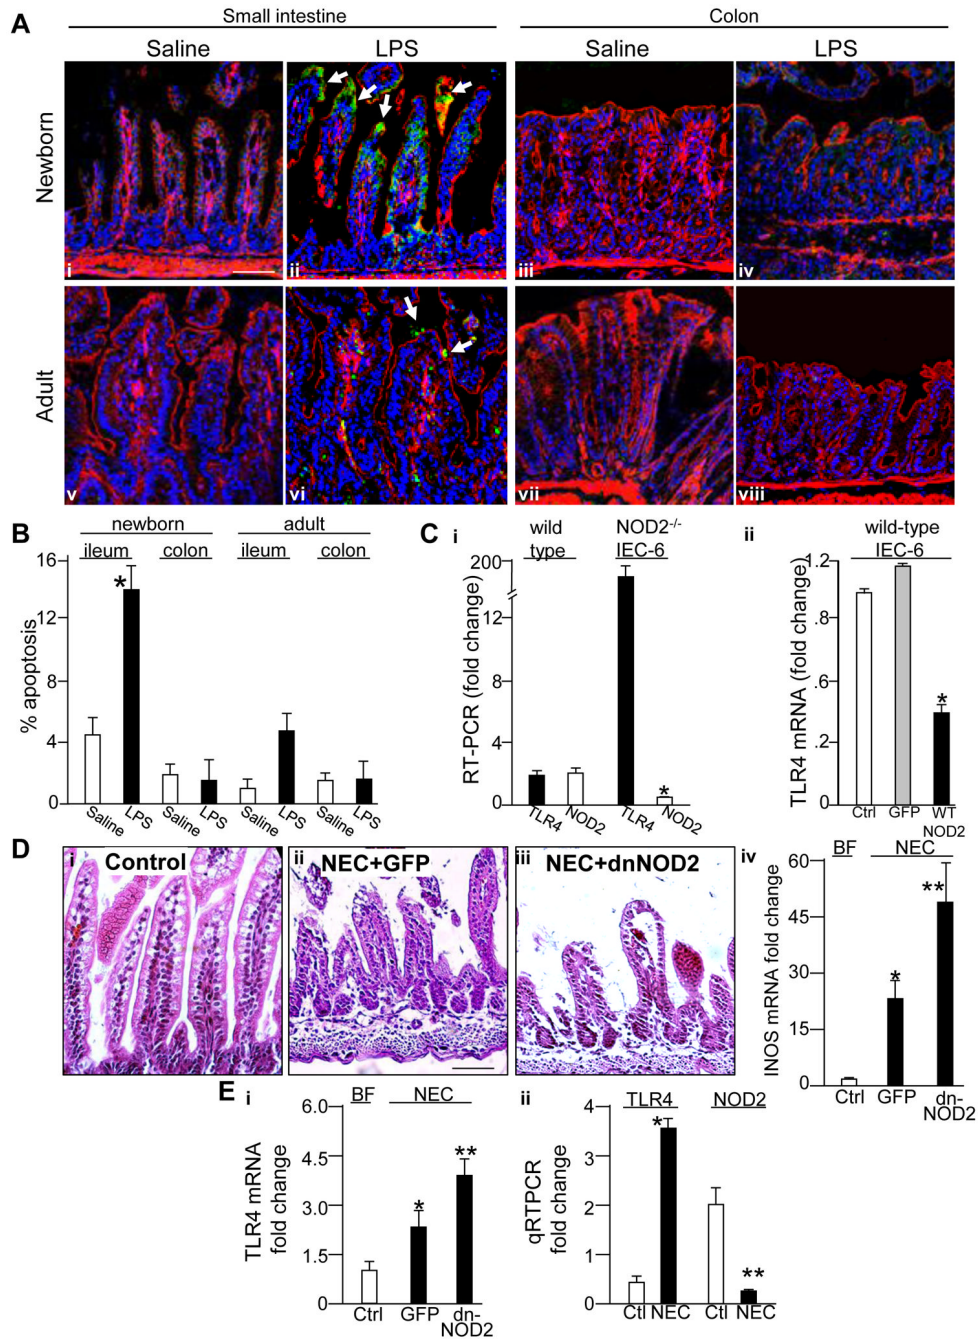 A
Small intestine
Colon
Saline
LPS
Saline
LPS
Newborn
i
ii
iii
iv
Adult
v
vi
vii
viii
B
newborn
adult
ileum
colon
ileum
colon
% apoptosis
16
12
8
4
0
*
Saline
LPS
Saline
LPS
Saline
LPS
Saline
LPS
C
i
wild
type
NOD2-/-
IEC-6
RT-PCR (fold change)
200
12
8
4
0
*
TLR4
NOD2
TLR4
NOD2
ii
wild-type
IEC-6
TLR4 mRNA (fold change)
1.2
.6
.2
0
*
Ctrl
GFP
WT
NOD2
D
i
Control
ii
NEC+GFP
iii
NEC+dnNOD2
iv
BF
NEC
INOS mRNA fold change
60
45
30
15
0
*
**
Ctrl
GFP
dn-
NOD2
E
i
BF
NEC
TLR4 mRNA
fold change
6.0
4.5
3.0
1.5
0
*
**
Ctrl
GFP
dn-
NOD2
ii
TLR4
NOD2
qRTPCR
fold change
4
3
2
1
0
*
**
Ctl
NEC
Ctl
NEC